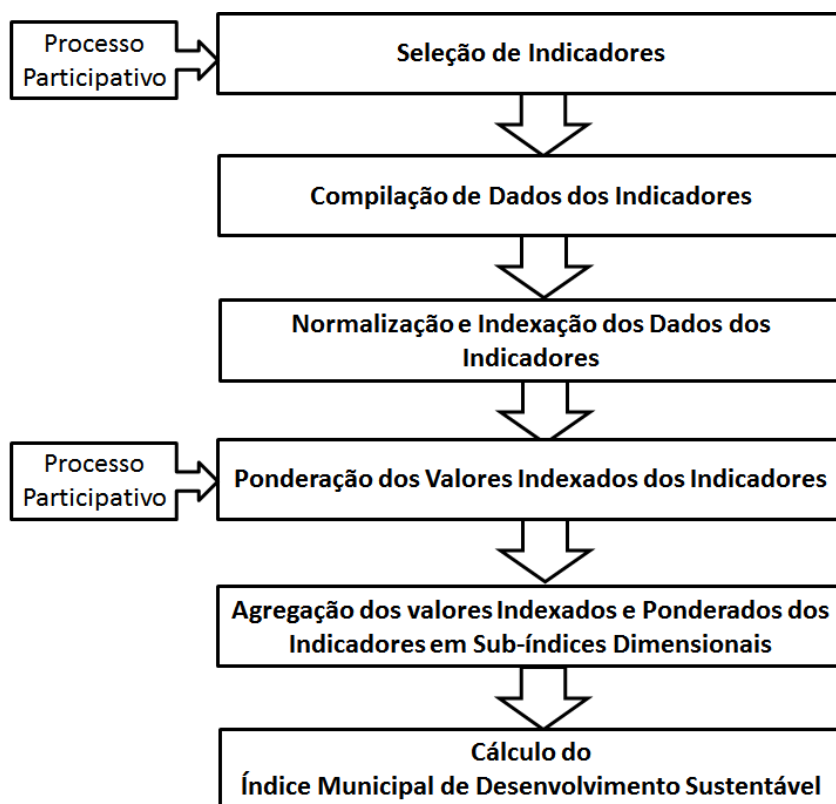 Processo
Participativo
Seleção de Indicadores
Compilação de Dados dos Indicadores
Normalização e Indexação dos Dados dos
Indicadores
Processo
Participativo
Ponderação dos Valores Indexados dos Indicadores
Agregação dos valores Indexados e Ponderados dos
Indicadores em Sub-índices Dimensionais
Cálculo do
Índice Municipal de Desenvolvimento Sustentável